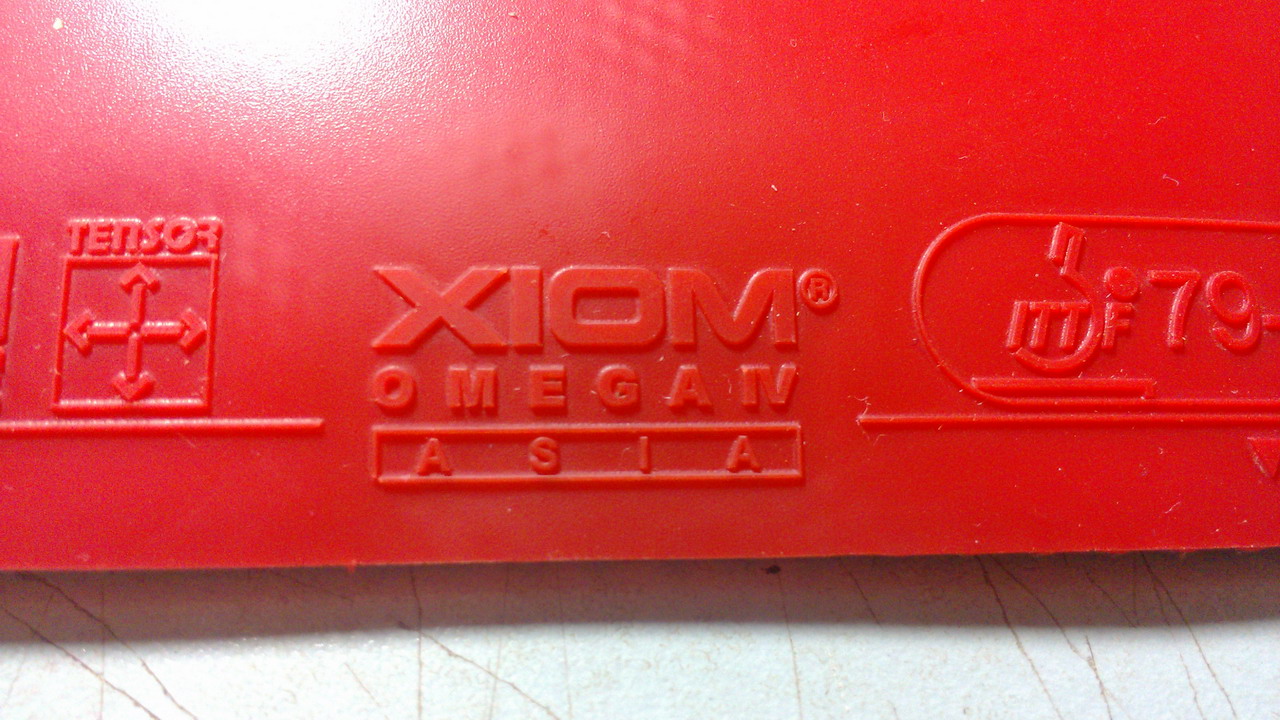 TENSOR
XIOM®
OMEGA IV
ASIA
ITTF 79-